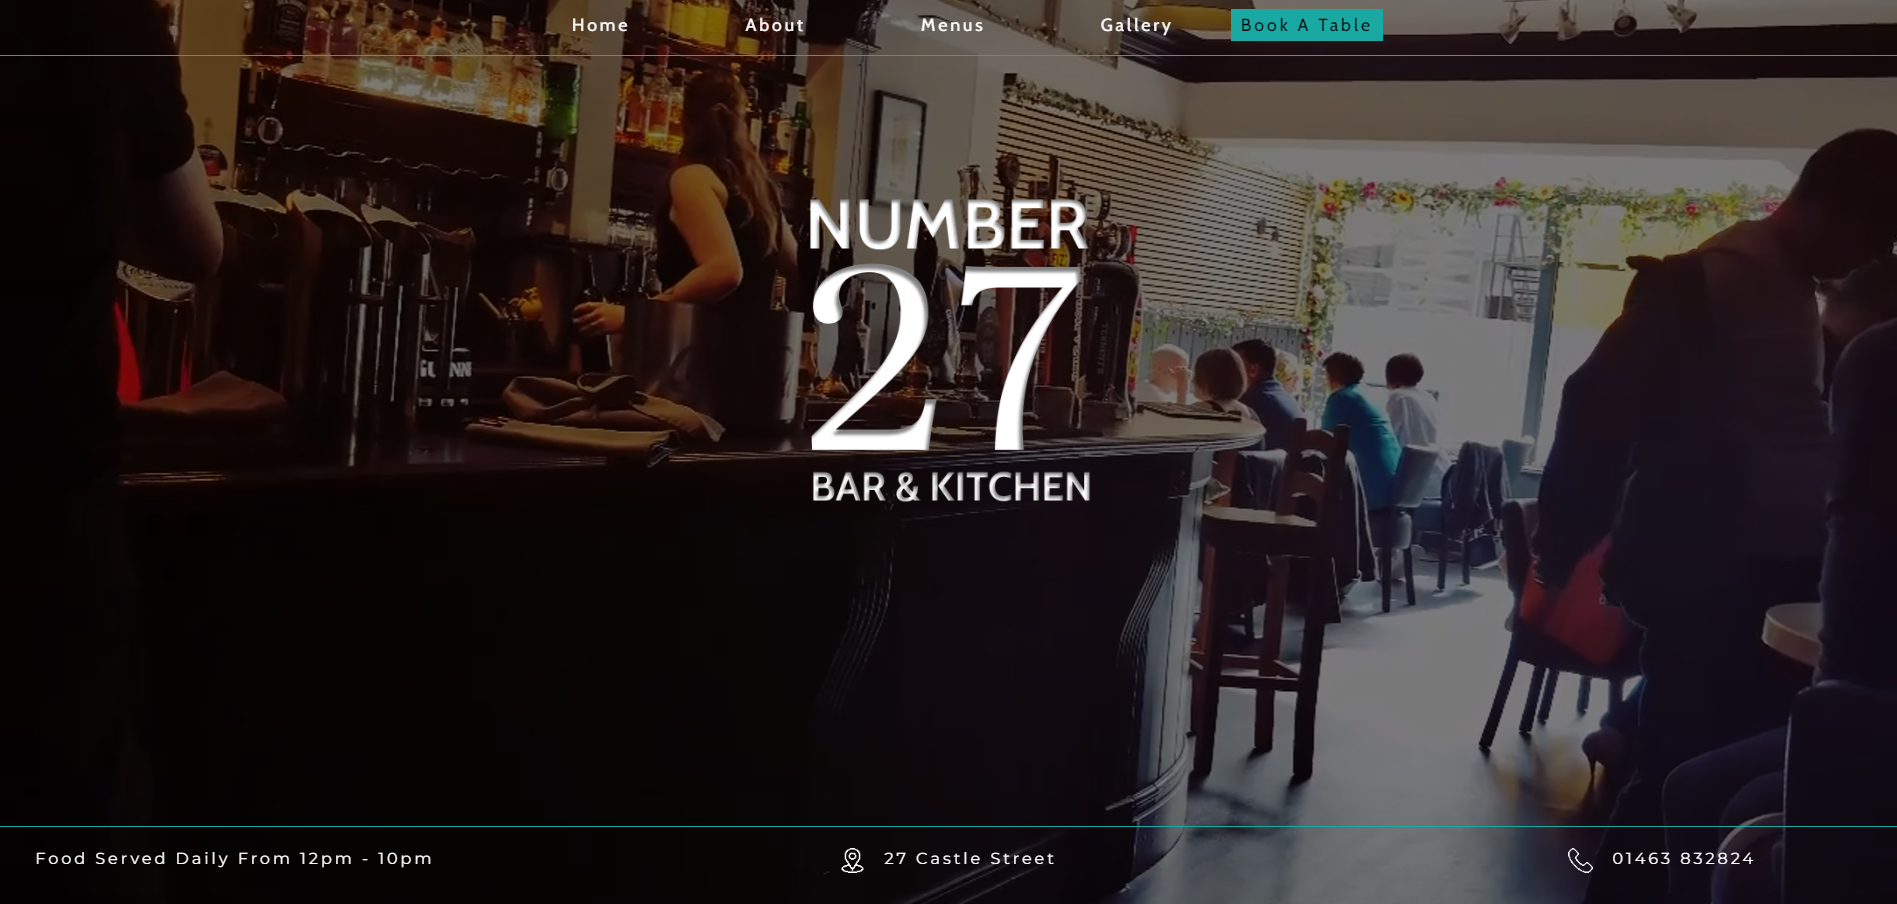 Home
About
Menus
Gallery
Book A Table
NUMBER
27
BAR & KITCHEN
Food Served Daily From 12pm - 10pm
27 Castle Street
01463 832824